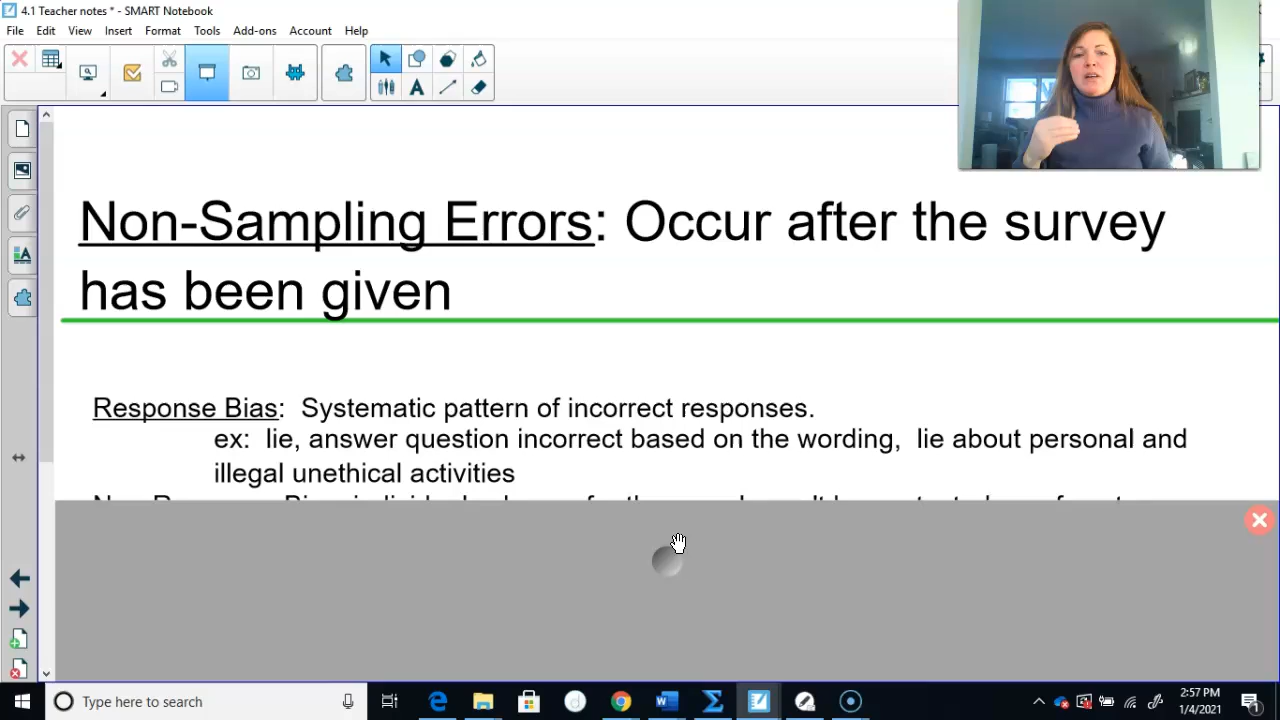 4.1 Teacher notes * - SMART Notebook
File Edit View Insert Format Tools Add-ons Account Help
Non-Sampling Errors: Occur after the survey
has been given
Response Bias: Systematic pattern of incorrect responses.
ex: lie, answer question incorrect based on the wording, lie about personal and
illegal unethical activities
Type here to search
2:57 PM
1/4/2021